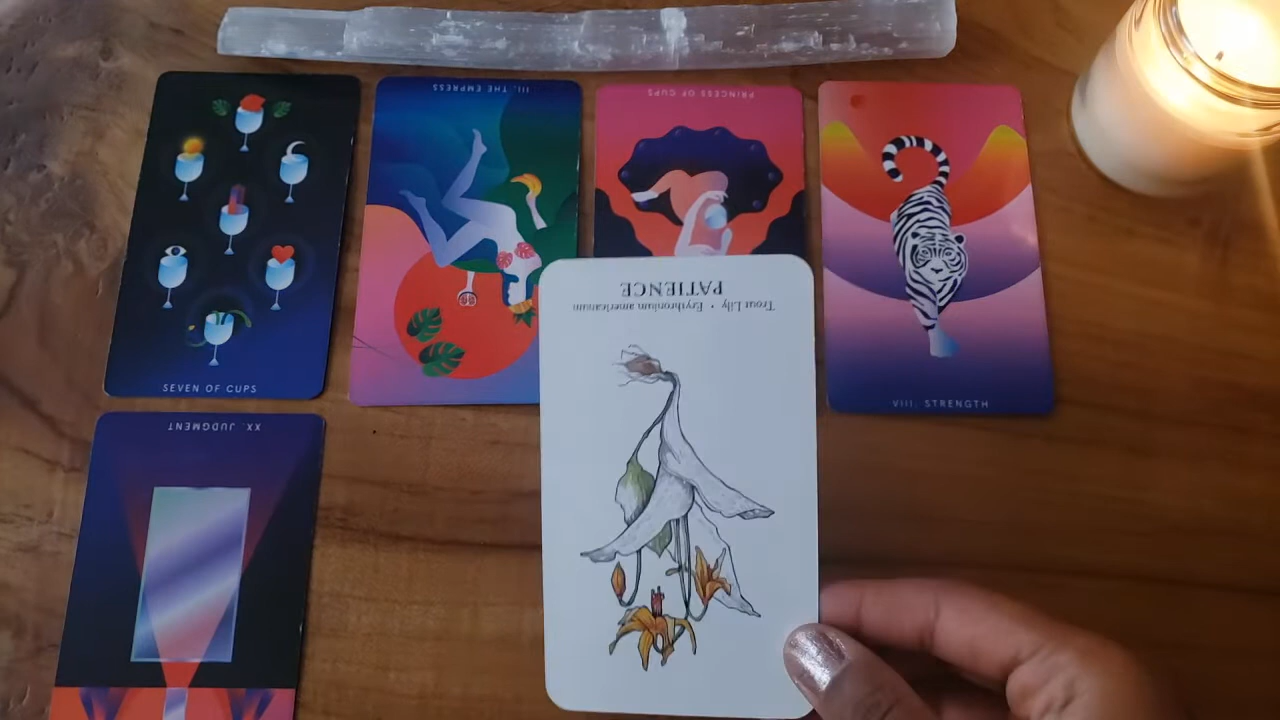 III. THE EMPRESS
PRINCESS OF CUPS
PATIENCE
Trout Lily • Erythronium americanum
SEVEN OF CUPS
VIII. STRENGTH
XX. JUDGMENT